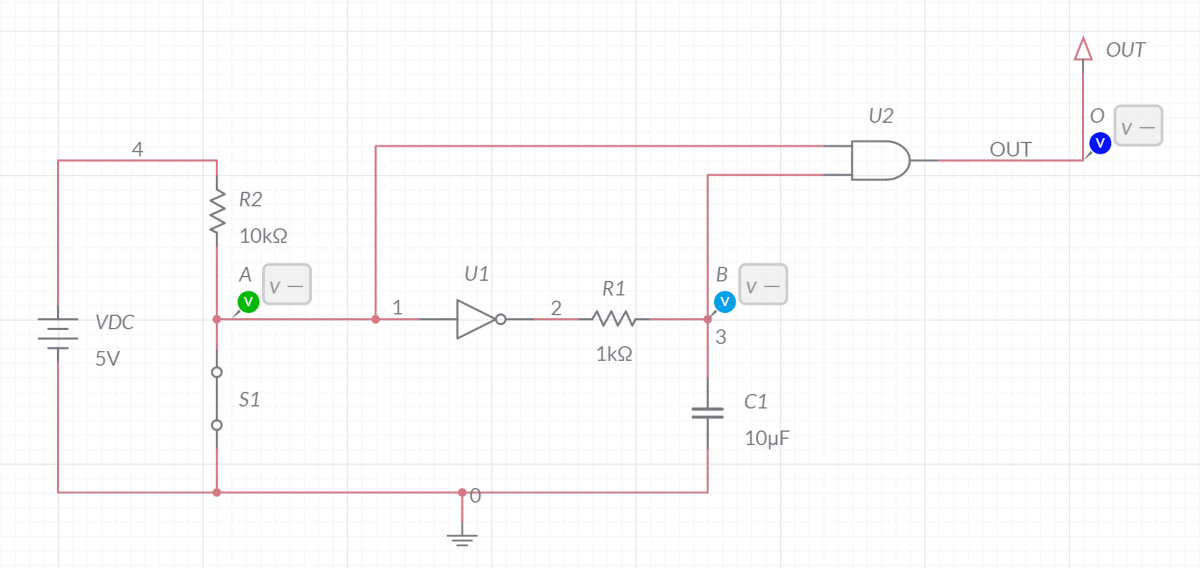 OUT
U2
O
V —
V
4
OUT
R2
10kΩ
A
V —
V
U1
B
V —
V
R1
1
2
VDC
5V
3
1kΩ
S1
C1
10µF
0